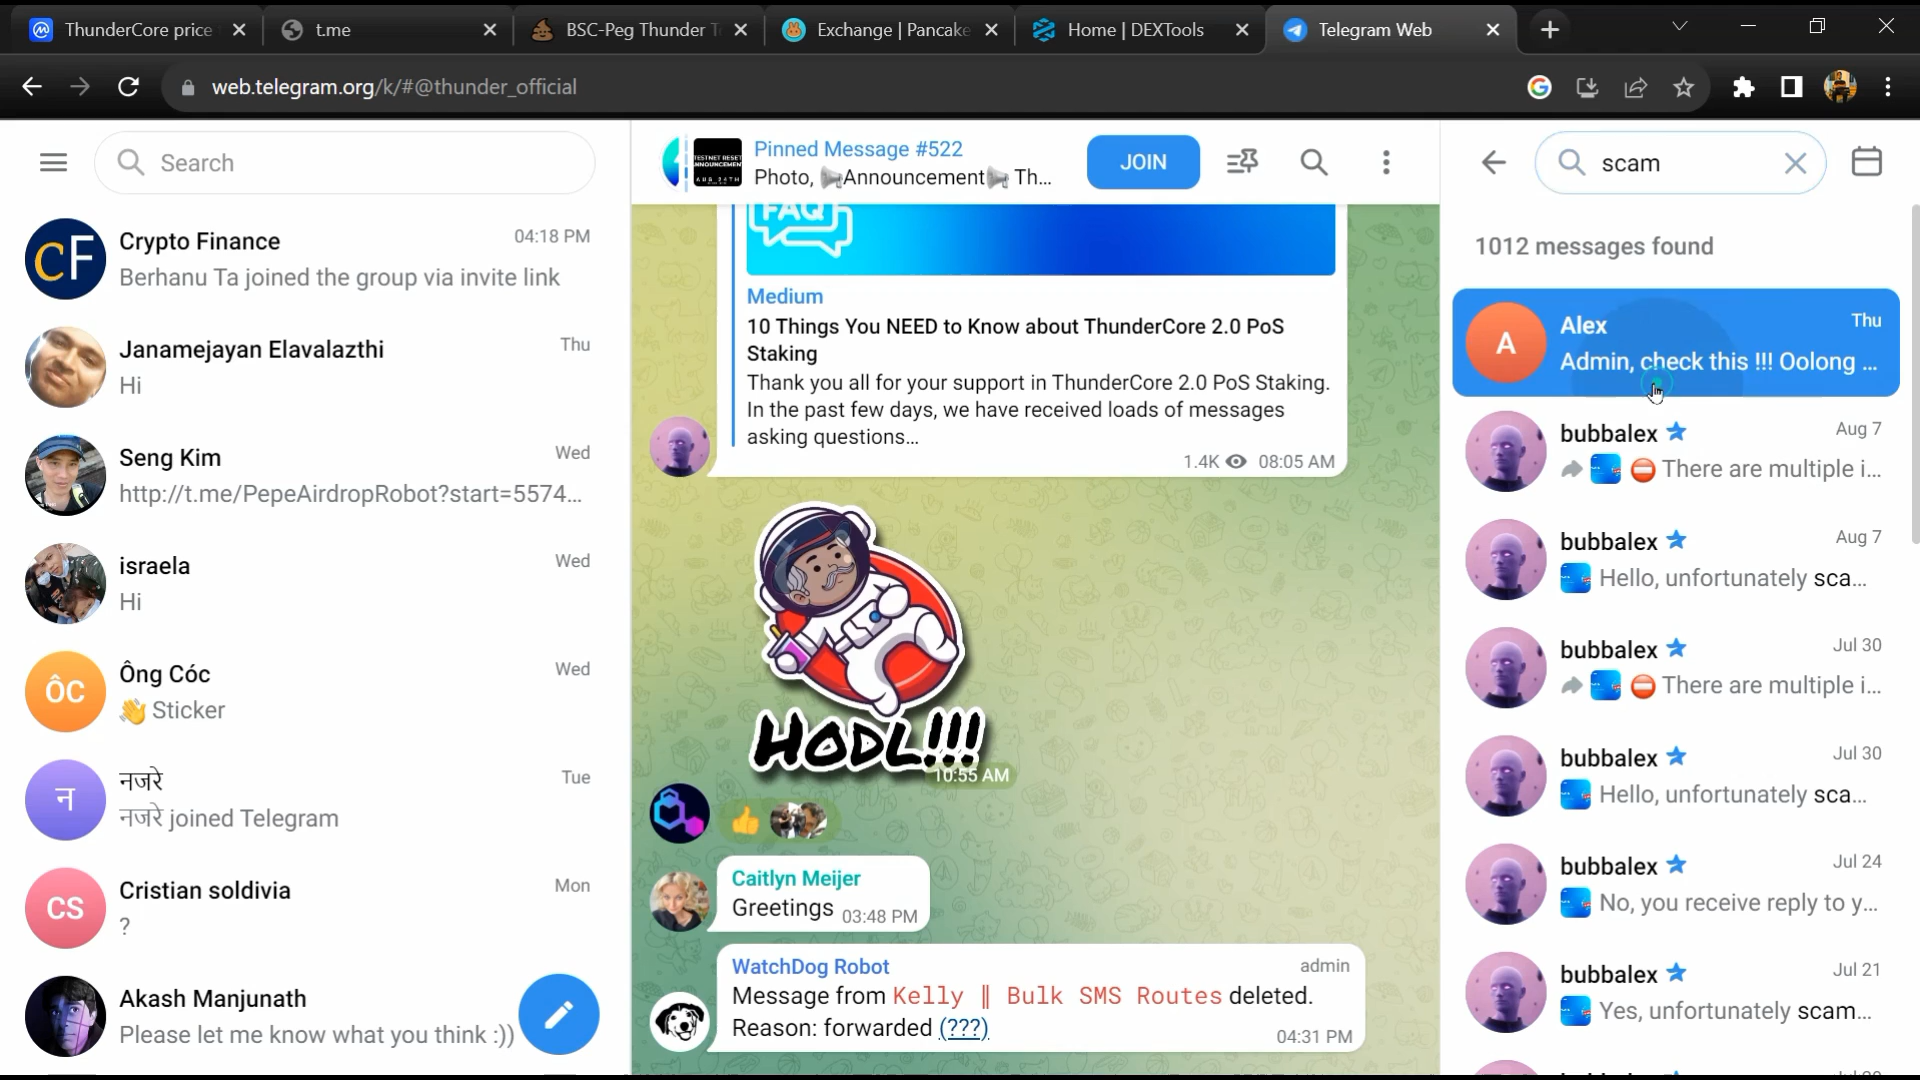 ThunderCore price
t.me
BSC-Peg Thunder T
Exchange | Pancake
Home | DEXTools
Telegram Web
web.telegram.org/k/#@thunder_official
Search
CF
Crypto Finance
04:18 PM
Berhanu Ta joined the group via invite link
Janamejayan Elavalazthi
Thu
Hi
Seng Kim
Wed
http://t.me/PepeAirdropRobot?start=5574...
israela
Wed
Hi
ÔC
Ông Cóc
Wed
👋 Sticker
न
नजरे
Tue
नजरे joined Telegram
CS
Cristian soldivia
Mon
?
Akash Manjunath
Please let me know what you think :))
TESTNET RESET
ANNOUNCEMENT
AUG 24TH
Pinned Message #522
Photo, 📢Announcement📢 Th...
JOIN
FAQ
Medium
10 Things You NEED to Know about ThunderCore 2.0 PoS
Staking
Thank you all for your support in ThunderCore 2.0 PoS Staking.
In the past few days, we have received loads of messages
asking questions...
1.4K 08:05 AM
HODL!!!
10:55 AM
Caitlyn Meijer
Greetings 03:48 PM
WatchDog Robot
admin
Message from Kelly ‖ Bulk SMS Routes deleted.
Reason: forwarded (???)
04:31 PM
scam
1012 messages found
A
Alex
Thu
Admin, check this !!! Oolong ...
bubbalex
Aug 7
⛔ There are multiple i...
bubbalex
Aug 7
Hello, unfortunately sca...
bubbalex
Jul 30
⛔ There are multiple i...
bubbalex
Jul 30
Hello, unfortunately sca...
bubbalex
Jul 24
No, you receive reply to y...
bubbalex
Jul 21
Yes, unfortunately scam...